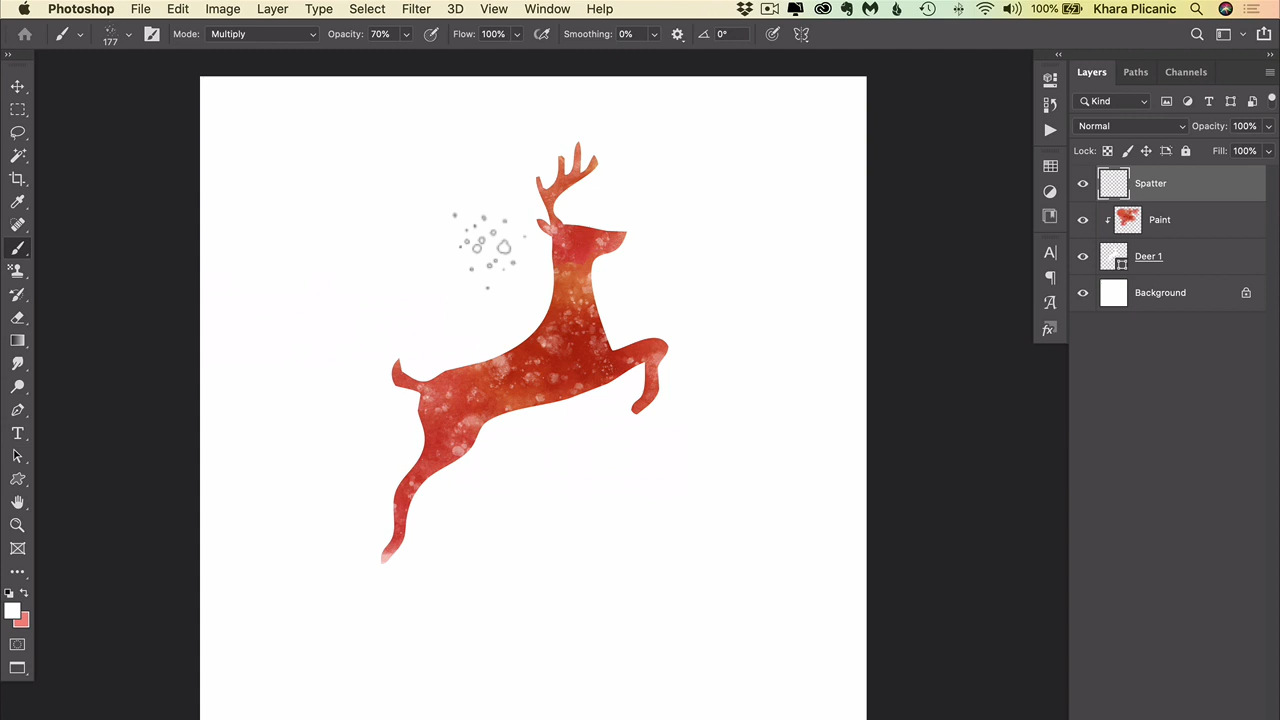 Photoshop File Edit Image Layer Type Select Filter 3D View Window Help 100% Khara Plicanic
177 Mode: Multiply Opacity: 70% Flow: 100% Smoothing: 0% 0°
Layers Paths Channels
Kind
Normal Opacity: 100%
Lock: Fill: 100%
Spatter
Paint
Deer 1
Background